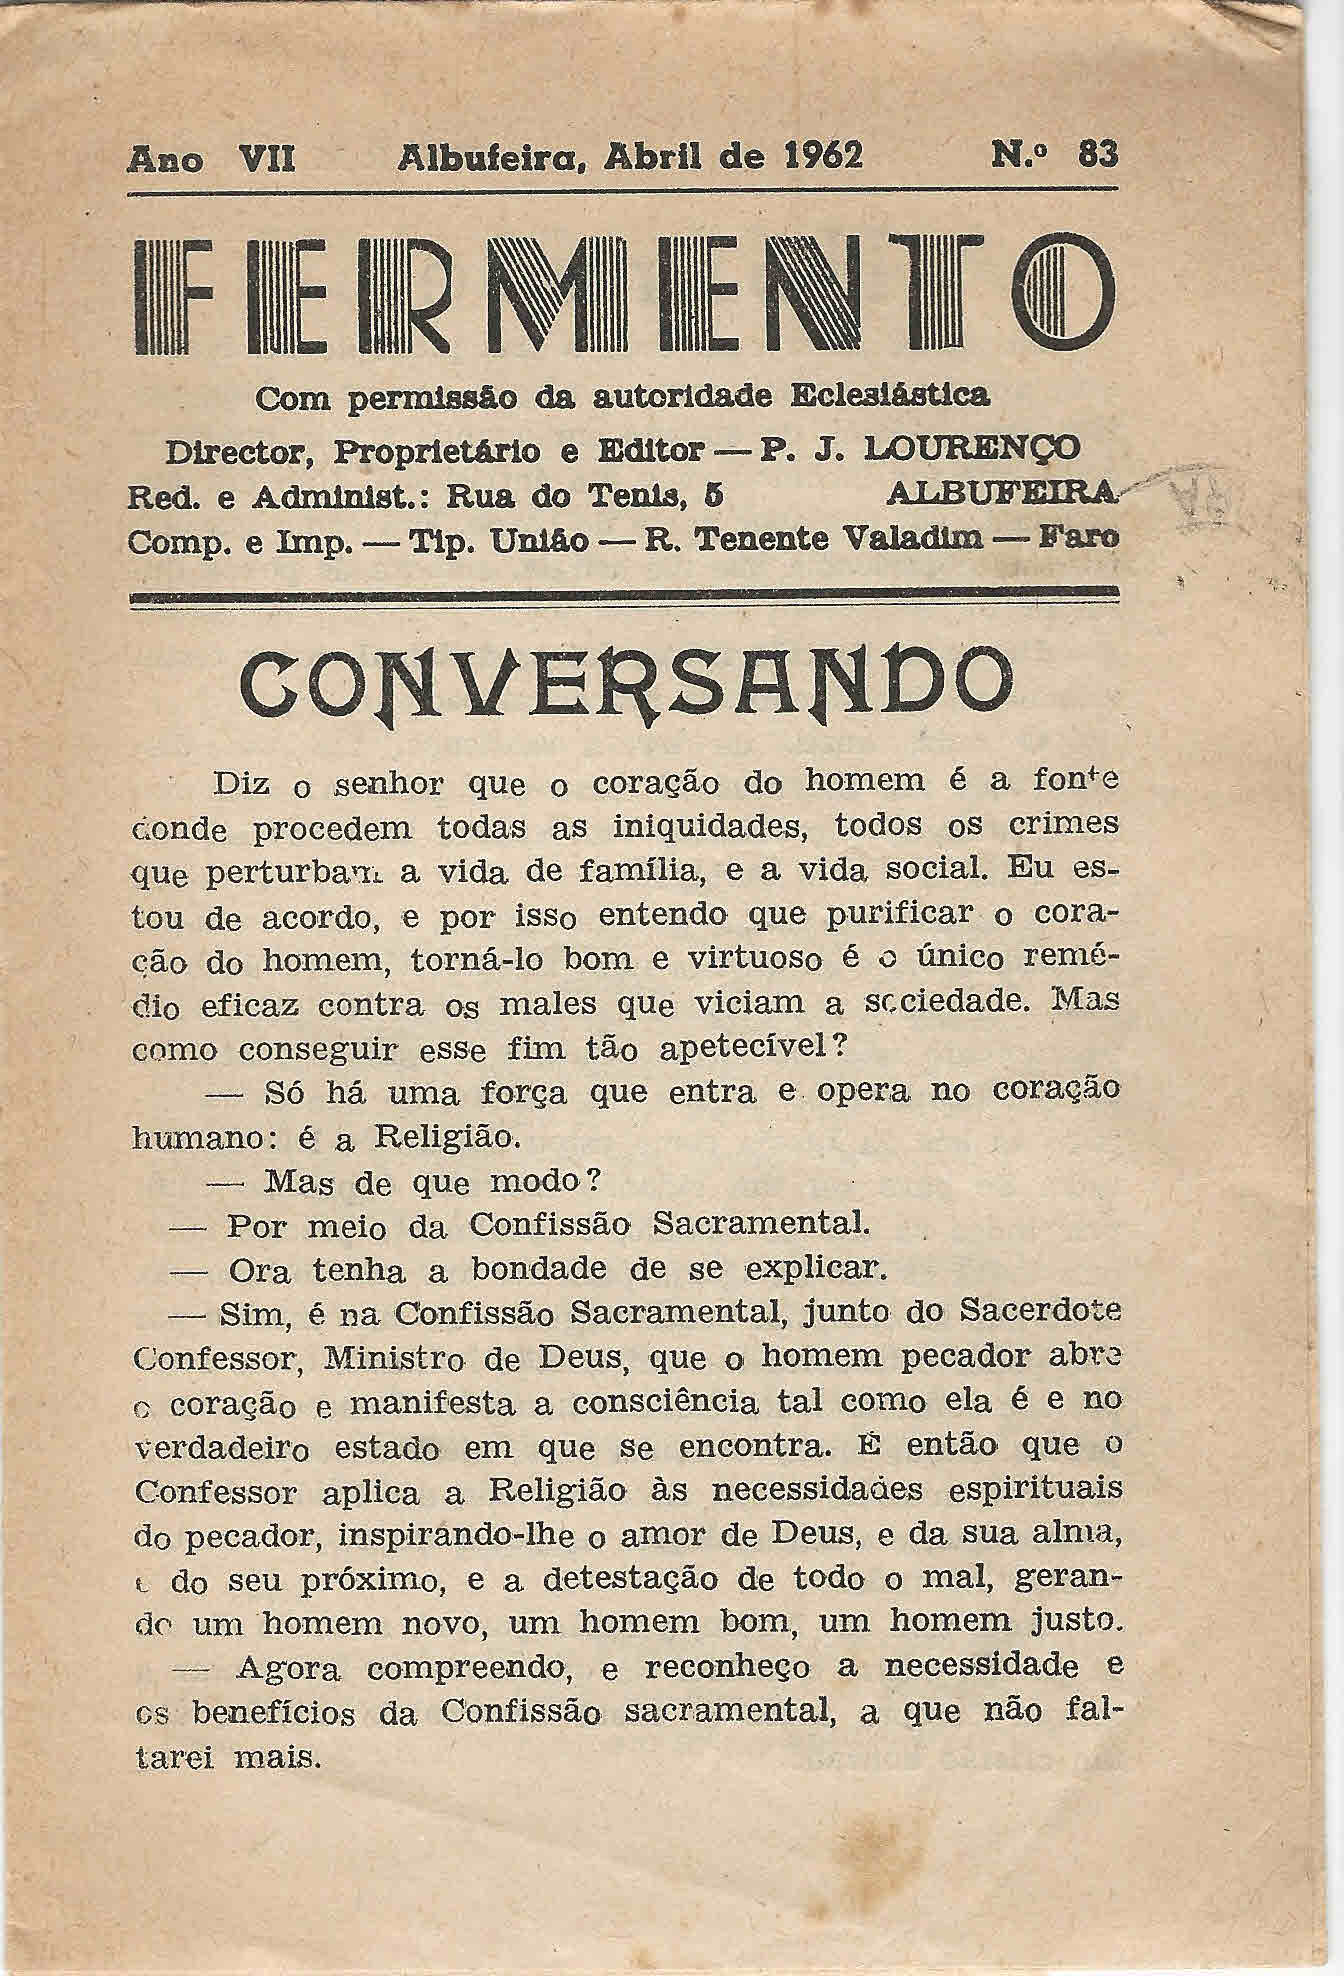 Ano VII Albufeira, Abril de 1962 N.º 83
FERMENTO
Com permissão da autoridade Eclesiástica
Director, Proprietário e Editor — P. J. LOURENÇO
Red. e Administ.: Rua do Tenis, 5 ALBUFEIRA
Comp. e Imp. — Tip. União — R. Tenente Valadim — Faro
CONVERSANDO
Diz o senhor que o coração do homem é a fonte
donde procedem todas as iniquidades, todos os crimes
que perturbam a vida de família, e a vida social. Eu es-
tou de acordo, e por isso entendo que purificar o cora-
ção do homem, torná-lo bom e virtuoso é o único remé-
dio eficaz contra os males que viciam a sociedade. Mas
como conseguir esse fim tão apetecível?
— Só há uma força que entra e opera no coração
humano: é a Religião.
— Mas de que modo?
— Por meio da Confissão Sacramental.
— Ora tenha a bondade de se explicar.
— Sim, é na Confissão Sacramental, junto do Sacerdote
Confessor, Ministro de Deus, que o homem pecador abre
o coração e manifesta a consciência tal como ela é e no
verdadeiro estado em que se encontra. É então que o
Confessor aplica a Religião às necessidades espirituais
do pecador, inspirando-lhe o amor de Deus, e da sua alma,
e do seu próximo, e a detestação de todo o mal, geran-
do um homem novo, um homem bom, um homem justo.
— Agora compreendo, e reconheço a necessidade e
os benefícios da Confissão sacramental, a que não fal-
tarei mais.